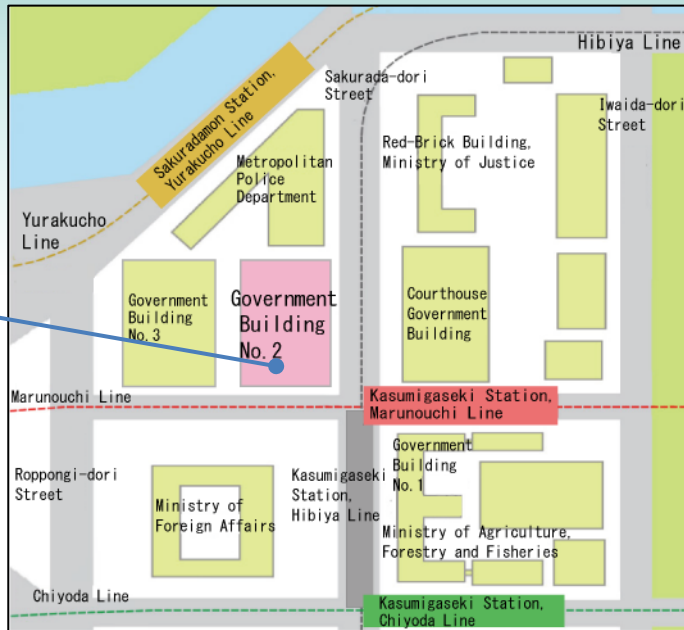 Hibiya Line
Sakurada-dori
Street
Iwaida-dori
Street
Sakuradamon Station,
Yurakucho Line
Red-Brick Building,
Ministry of Justice
Metropolitan
Police
Department
Yurakucho
Line
Government
Building
No.3
Government
Building
No.2
Courthouse
Government
Building
Marunouchi Line
Kasumigaseki Station,
Marunouchi Line
Roppongi-dori
Street
Ministry of
Foreign Affairs
Kasumigaseki
Station,
Hibiya Line
Government
Building
No.1
Ministry of Agriculture,
Forestry and Fisheries
Chiyoda Line
Kasumigaseki Station,
Chiyoda Line